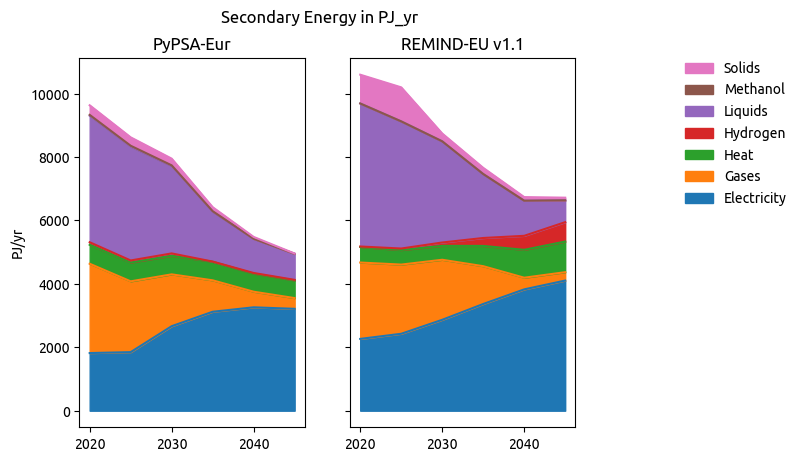 Secondary Energy in PJ_yr
PyPSA-Eur
REMIND-EU v1.1
PJ/yr
10000
8000
6000
4000
2000
0
2020
2030
2040
2020
2030
2040
Solids
Methanol
Liquids
Hydrogen
Heat
Gases
Electricity